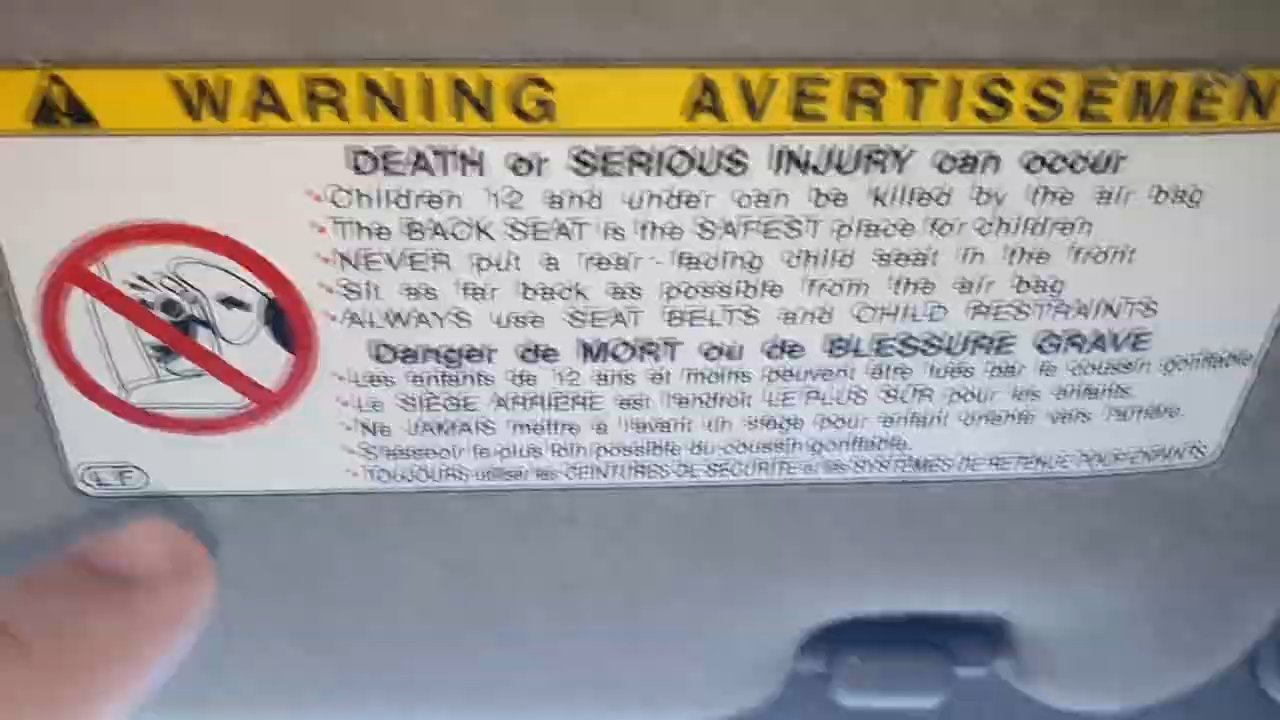 WARNING AVERTISSEMEN
DEATH or SERIOUS INJURY can occur
•Children 12 and under can be killed by the air bag
•The BACK SEAT is the SAFEST place for children
•NEVER put a rear-facing child seat in the front
•Sit as far back as possible from the air bag
•ALWAYS use SEAT BELTS and CHILD RESTRAINTS
Danger de MORT ou de BLESSURE GRAVE
•Les enfants de 12 ans et moins peuvent être tués par le coussin gonflable
•Le SIÈGE ARRIÈRE est l'endroit LE PLUS SÛR pour les enfants.
•Ne JAMAIS mettre à l'avant un siège pour enfant orienté vers l'arrière.
•S'asseoir le plus loin possible du coussin gonflable.
•TOUJOURS utiliser les CEINTURES DE SÉCURITÉ et les SYSTÈMES DE RETENUE POUR ENFANTS
LF